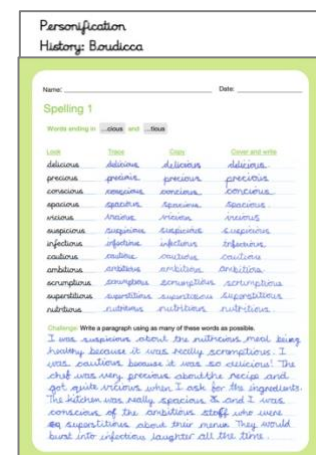 Personification
History: Boudicca
Name: Date:
Spelling 1
Words ending in ...cious and ...tious
Look Trace Copy Cover and write
delicious delicious delicious delicious
precious precious precious precious
conscious conscious concious concious
spacious spacious spacious spacious
vicious vicious vicious vicious
suspicious suspicious suspicious suspicious
infectious infectious infectious infectious
cautious cautious cautious cautiou
ambitious ambitious ambitious ambitiou
scrumptious scrumptious scrumptious scrumptious
superstitious superstitious superstitious superstitious
nutritious nutritious nutritious nutritious
Challenge: Write a paragraph using as many of these words as possible.
I was suspicious about the nutricious meal being
healthy because it was really scromptious. I
was cautious because it was so delicious! The
chef was very precious about the recipe and
got quite vicious when I ask for the ingredients.
The kitchen was really spacious & and I was
conscious of the ambitious staff who were
superstitious about their menu. They would
burst into infectious laughter all the time.